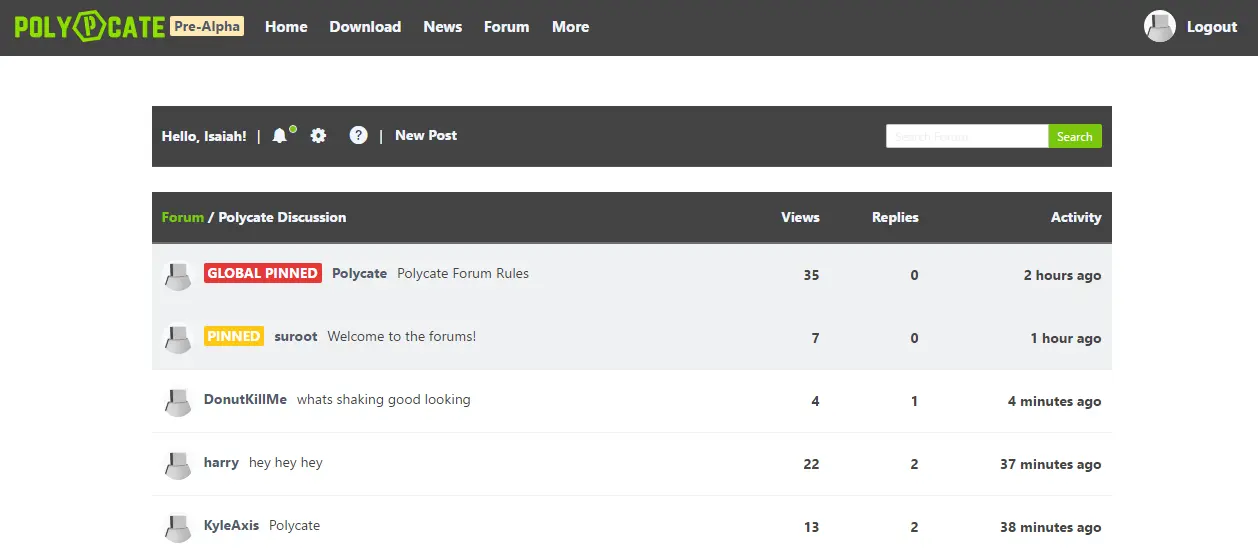 POLYPCATE Pre-Alpha Home Download News Forum More Logout
Hello, Isaiah! | ? | New Post Search Forum Search
Forum / Polycate Discussion Views Replies Activity
GLOBAL PINNED Polycate Polycate Forum Rules 35 0 2 hours ago
PINNED suroot Welcome to the forums! 7 0 1 hour ago
DonutKillMe whats shaking good looking 4 1 4 minutes ago
harry hey hey hey 22 2 37 minutes ago
KyleAxis Polycate 13 2 38 minutes ago